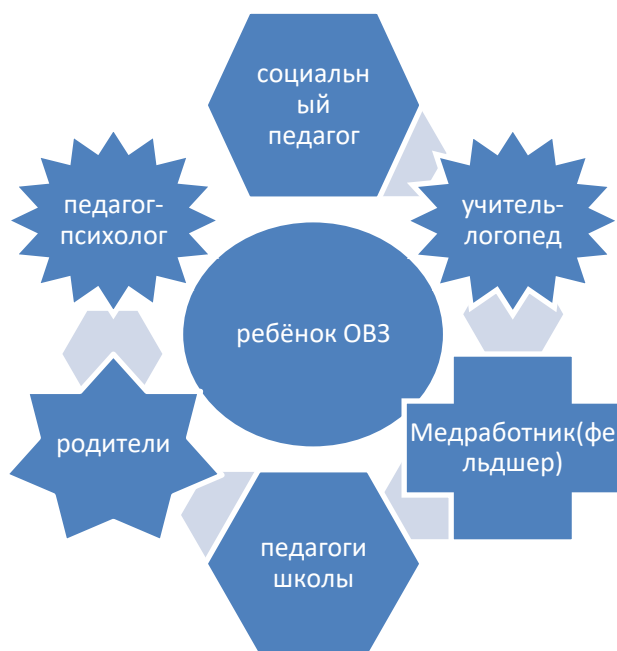 социальн
ый
педагог
педагог-
психолог
учитель-
логопед
ребёнок ОВЗ
родители
Медработник(фе
льдшер)
педагоги
школы